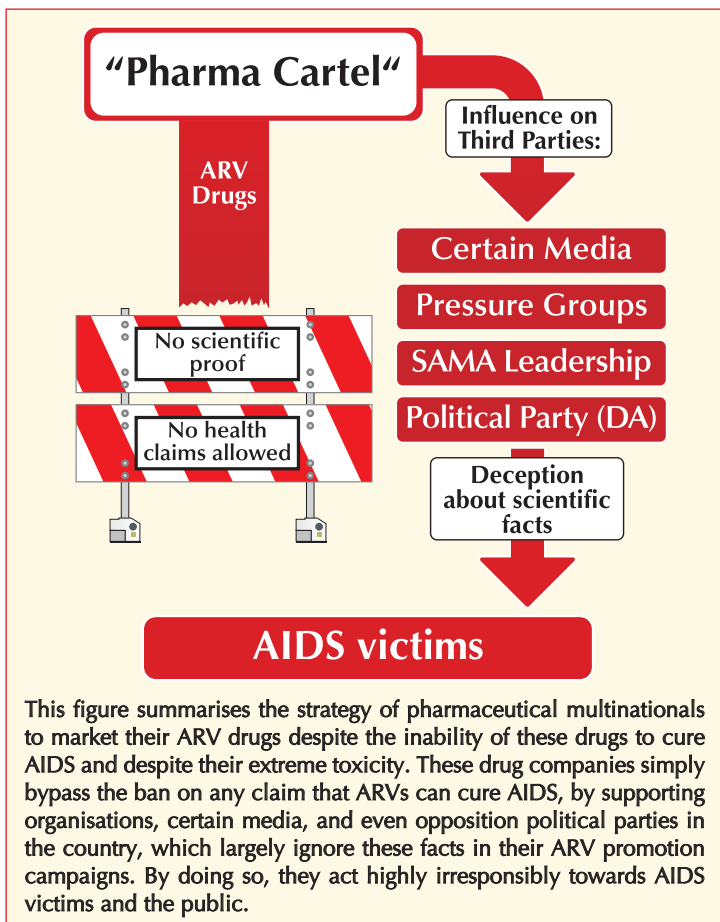 “Pharma Cartel“
Influence on
Third Parties:
ARV
Drugs
Certain Media
Pressure Groups
No scientific
proof
SAMA Leadership
Political Party (DA)
No health
claims allowed
Deception
about scientific
facts
AIDS victims
This figure summarises the strategy of pharmaceutical multinationals
to market their ARV drugs despite the inability of these drugs to cure
AIDS and despite their extreme toxicity. These drug companies simply
bypass the ban on any claim that ARVs can cure AIDS, by supporting
organisations, certain media, and even opposition political parties in
the country, which largely ignore these facts in their ARV promotion
campaigns. By doing so, they act highly irresponsibly towards AIDS
victims and the public.